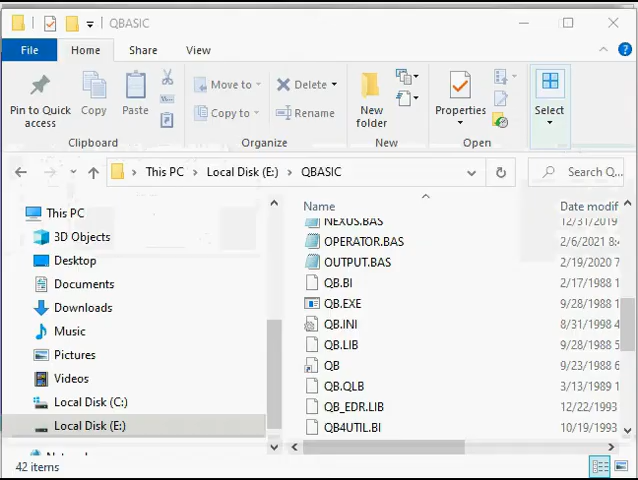 QBASIC
File Home Share View
Pin to Quick access
Copy
Paste
Move to
Copy to
Delete
Rename
New folder
Properties
Select
Clipboard Organize New Open
This PC Local Disk (E:) QBASIC Search Q...
This PC
3D Objects
Desktop
Documents
Downloads
Music
Pictures
Videos
Local Disk (C:)
Local Disk (E:)
Name Date modif
NEXUS.BAS 12/31/2019
OPERATOR.BAS 2/6/2021 8:4
OUTPUT.BAS 2/19/2020 7
QB.BI 2/17/1988 1
QB.EXE 9/28/1988 1
QB.INI 8/31/1998 4
QB.LIB 9/28/1988 5
QB 9/23/1988 6
QB.QLB 3/13/1989 1
QB_EDR.LIB 12/22/1993
QB4UTIL.BI 10/19/1993
42 items